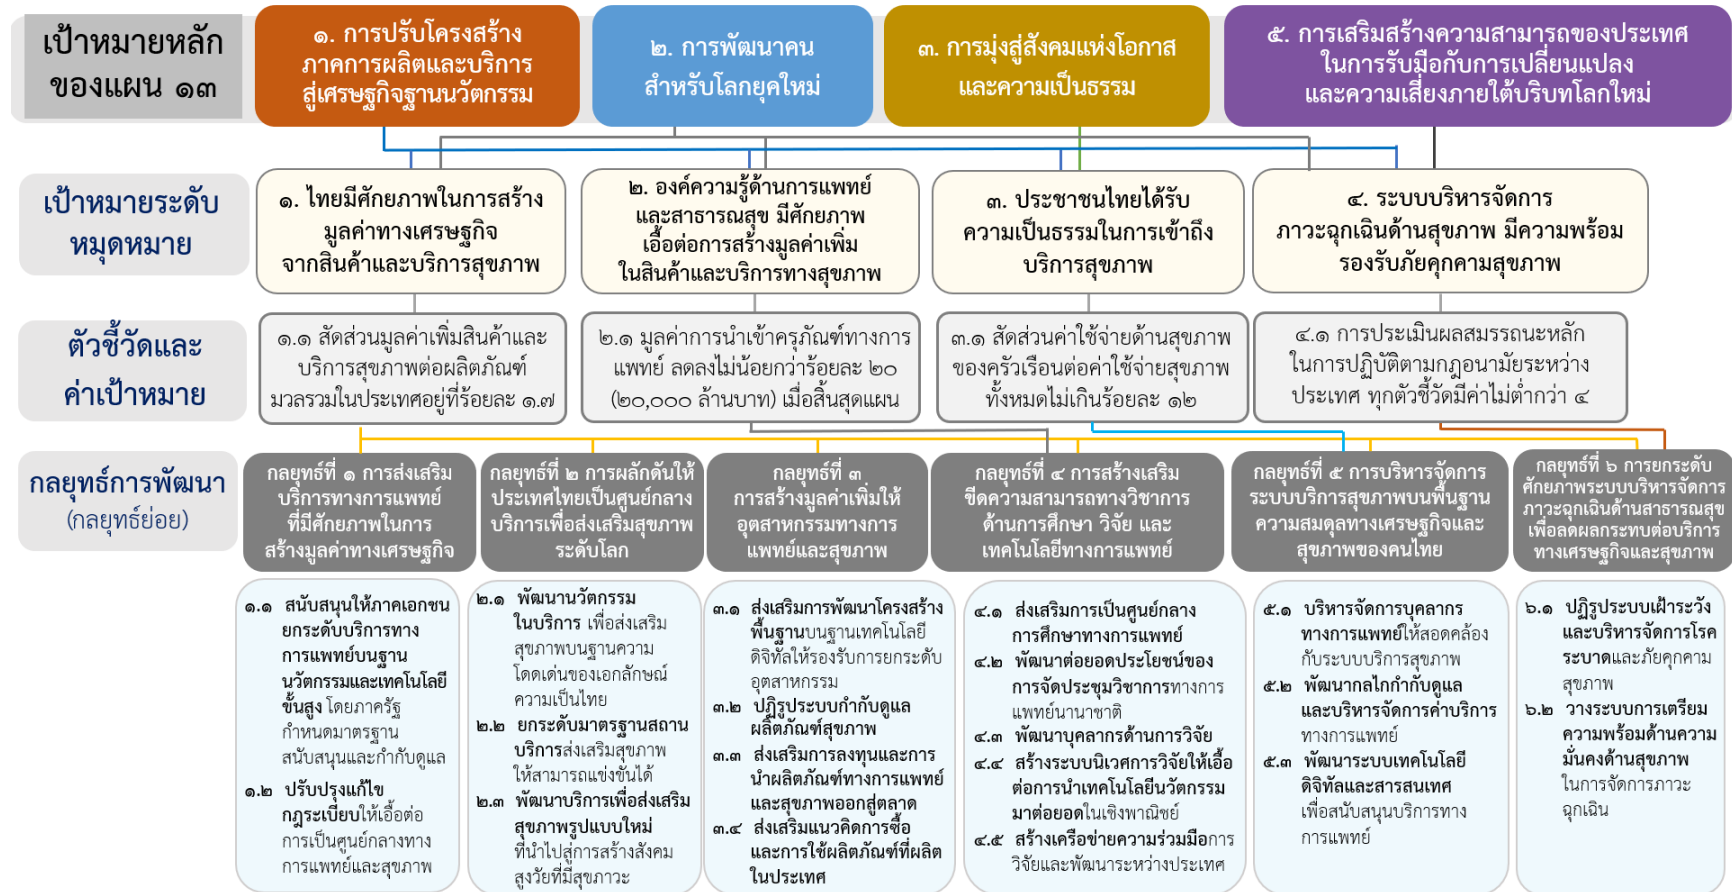 เป้าหมายหลัก
ของแผน ๑๓
๑. การปรับโครงสร้าง
ภาคการผลิตและบริการ
สู่เศรษฐกิจฐานนวัตกรรม
๒. การพัฒนาคน
สำหรับโลกยุคใหม่
๓. การมุ่งสู่สังคมแห่งโอกาส
และความเป็นธรรม
๕. การเสริมสร้างความสามารถของประเทศ
ในการรับมือกับการเปลี่ยนแปลง
และความเสี่ยงภายใต้บริบทโลกใหม่
เป้าหมายระดับ
หมุดหมาย
๑. ไทยมีศักยภาพในการสร้าง
มูลค่าทางเศรษฐกิจ
จากสินค้าและบริการสุขภาพ
๒. องค์ความรู้ด้านการแพทย์
และสาธารณสุข มีศักยภาพ
เอื้อต่อการสร้างมูลค่าเพิ่ม
ในสินค้าและบริการทางสุขภาพ
๓. ประชาชนไทยได้รับ
ความเป็นธรรมในการเข้าถึง
บริการสุขภาพ
๔. ระบบบริหารจัดการ
ภาวะฉุกเฉินด้านสุขภาพ มีความพร้อม
รองรับภัยคุกคามสุขภาพ
ตัวชี้วัดและ
ค่าเป้าหมาย
๑.๑ สัดส่วนมูลค่าเพิ่มสินค้าและ
บริการสุขภาพต่อผลิตภัณฑ์
มวลรวมในประเทศอยู่ที่ร้อยละ ๑.๗
๒.๑ มูลค่าการนำเข้าครุภัณฑ์ทางการ
แพทย์ ลดลงไม่น้อยกว่าร้อยละ ๒๐
(๒๐,๐๐๐ ล้านบาท) เมื่อสิ้นสุดแผน
๓.๑ สัดส่วนค่าใช้จ่ายด้านสุขภาพ
ของครัวเรือนต่อค่าใช้จ่ายสุขภาพ
ทั้งหมดไม่เกินร้อยละ ๑๒
๔.๑ การประเมินผลสมรรถนะหลัก
ในการปฏิบัติตามกฎอนามัยระหว่าง
ประเทศ ทุกตัวชี้วัดมีค่าไม่ต่ำกว่า ๔
กลยุทธ์การพัฒนา
(กลยุทธ์ย่อย)
กลยุทธ์ที่ ๑ การส่งเสริม
บริการทางการแพทย์
ที่มีศักยภาพในการ
สร้างมูลค่าทางเศรษฐกิจ
กลยุทธ์ที่ ๒ การผลักดันให้
ประเทศไทยเป็นศูนย์กลาง
บริการเพื่อส่งเสริมสุขภาพ
ระดับโลก
กลยุทธ์ที่ ๓
การสร้างมูลค่าเพิ่มให้
อุตสาหกรรมทางการ
แพทย์และสุขภาพ
กลยุทธ์ที่ ๔ การสร้างเสริม
ขีดความสามารถทางวิชาการ
ด้านการศึกษา วิจัย และ
เทคโนโลยีทางการแพทย์
กลยุทธ์ที่ ๕ การบริหารจัดการ
ระบบบริการสุขภาพบนพื้นฐาน
ความสมดุลทางเศรษฐกิจและ
สุขภาพของคนไทย
กลยุทธ์ที่ ๖ การยกระดับ
ศักยภาพระบบบริหารจัดการ
ภาวะฉุกเฉินด้านสาธารณสุข
เพื่อลดผลกระทบต่อบริการ
ทางเศรษฐกิจและสุขภาพ
๑.๑ สนับสนุนให้ภาคเอกชน
ยกระดับบริการทาง
การแพทย์บนฐาน
นวัตกรรมและเทคโนโลยี
ขั้นสูง โดยภาครัฐ
กำหนดมาตรฐาน
สนับสนุนและกำกับดูแล
๑.๒ ปรับปรุงแก้ไข
กฎระเบียบให้เอื้อต่อ
การเป็นศูนย์กลางทาง
การแพทย์และสุขภาพ
๒.๑ พัฒนานวัตกรรม
ในบริการ เพื่อส่งเสริม
สุขภาพบนฐานความ
โดดเด่นของเอกลักษณ์
ความเป็นไทย
๒.๒ ยกระดับมาตรฐานสถาน
บริการส่งเสริมสุขภาพ
ให้สามารถแข่งขันได้
๒.๓ พัฒนาบริการเพื่อส่งเสริม
สุขภาพรูปแบบใหม่
ที่นำไปสู่การสร้างสังคม
สูงวัยที่มีสุขภาวะ
๓.๑ ส่งเสริมการพัฒนาโครงสร้าง
พื้นฐานบนฐานเทคโนโลยี
ดิจิทัลให้รองรับการยกระดับ
อุตสาหกรรม
๓.๒ ปฏิรูประบบกำกับดูแล
ผลิตภัณฑ์สุขภาพ
๓.๓ ส่งเสริมการลงทุนและการ
นำผลิตภัณฑ์ทางการแพทย์
และสุขภาพออกสู่ตลาด
๓.๔ ส่งเสริมแนวคิดการซื้อ
และการใช้ผลิตภัณฑ์ที่ผลิต
ในประเทศ
๔.๑ ส่งเสริมการเป็นศูนย์กลาง
การศึกษาทางการแพทย์
๔.๒ พัฒนาต่อยอดประโยชน์ของ
การจัดประชุมวิชาการทางการ
แพทย์นานาชาติ
๔.๓ พัฒนาบุคลากรด้านการวิจัย
๔.๔ สร้างระบบนิเวศการวิจัยให้เอื้อ
ต่อการนำเทคโนโลยีนวัตกรรม
มาต่อยอดในเชิงพาณิชย์
๔.๕ สร้างเครือข่ายความร่วมมือการ
วิจัยและพัฒนาระหว่างประเทศ
๕.๑ บริหารจัดการบุคลากร
ทางการแพทย์ให้สอดคล้อง
กับระบบบริการสุขภาพ
๕.๒ พัฒนากลไกกำกับดูแล
และบริหารจัดการค่าบริการ
ทางการแพทย์
๕.๓ พัฒนาระบบเทคโนโลยี
ดิจิทัลและสารสนเทศ
เพื่อสนับสนุนบริการทาง
การแพทย์
๖.๑ ปฏิรูประบบเฝ้าระวัง
และบริหารจัดการโรค
ระบาดและภัยคุกคาม
สุขภาพ
๖.๒ วางระบบการเตรียม
ความพร้อมด้านความ
มั่นคงด้านสุขภาพ
ในการจัดการภาวะ
ฉุกเฉิน